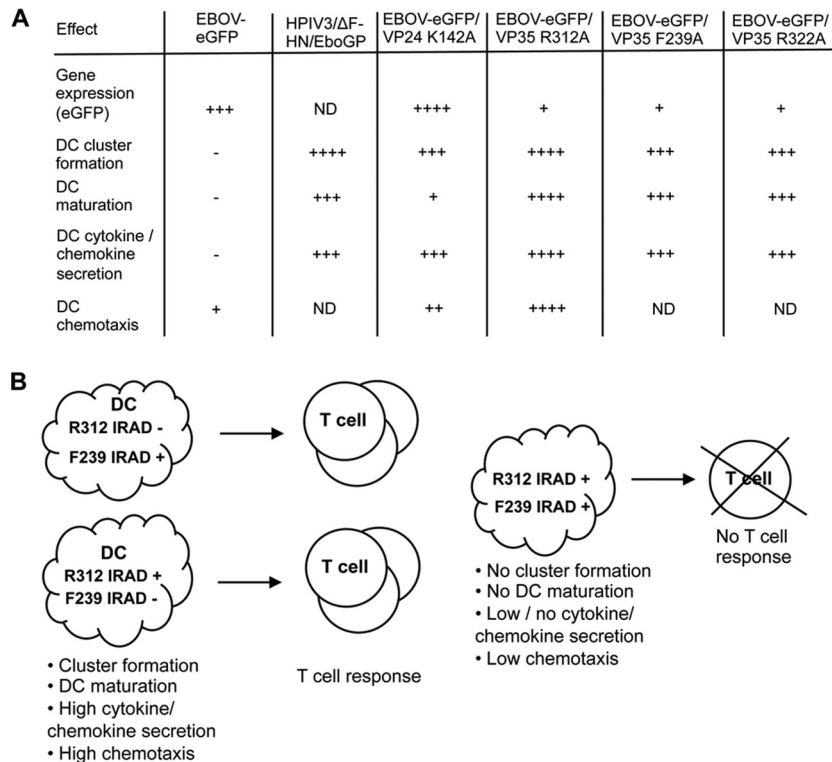 A
Effect
EBOV-
eGFP
HPIV3/ΔF-
HN/EboGP
EBOV-eGFP/
VP24 K142A
EBOV-eGFP/
VP35 R312A
EBOV-eGFP/
VP35 F239A
EBOV-eGFP/
VP35 R322A
Gene
expression
(eGFP)
+++ ND ++++ + + +
DC cluster
formation
- ++++ +++ ++++ +++ +++
DC
maturation
- +++ + ++++ +++ +++
DC cytokine /
chemokine
secretion
- +++ +++ ++++ +++ +++
DC
chemotaxis
+ ND ++ ++++ ND ND
B
DC
R312 IRAD -
F239 IRAD +
T cell
DC
R312 IRAD +
F239 IRAD -
T cell
• Cluster formation
• DC maturation
• High cytokine/
chemokine secretion
• High chemotaxis
T cell response
R312 IRAD +
F239 IRAD +
T cell
No T cell
response
• No cluster formation
• No DC maturation
• Low / no cytokine/
chemokine secretion
• Low chemotaxis